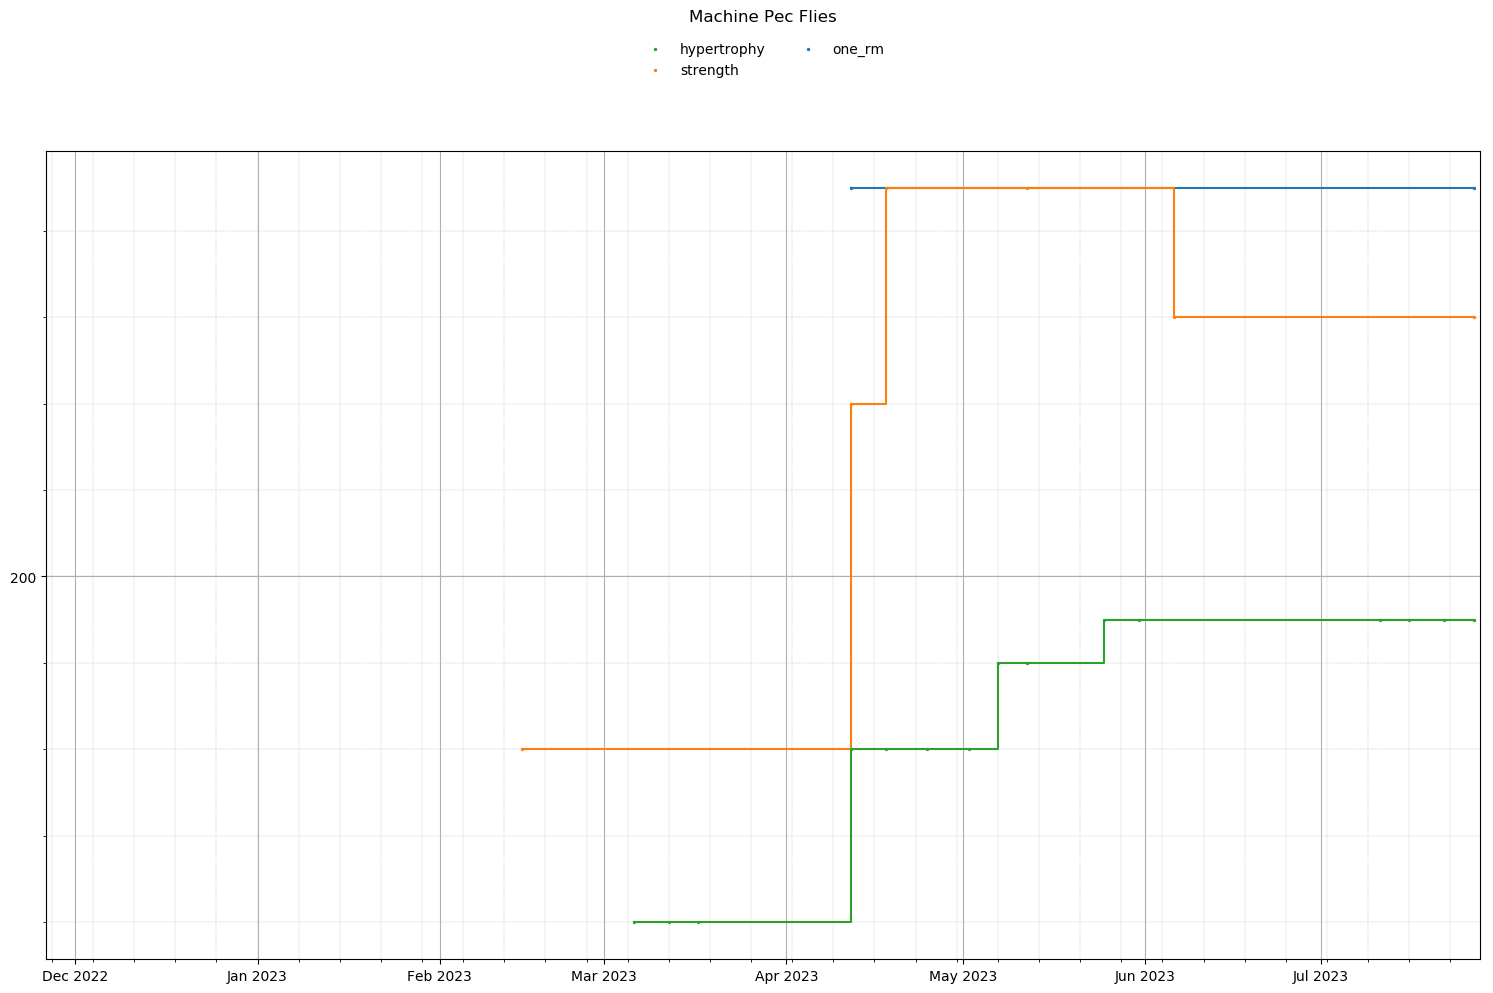 Machine Pec Flies
hypertrophy one_rm
strength
200
Dec 2022 Jan 2023 Feb 2023 Mar 2023 Apr 2023 May 2023 Jun 2023 Jul 2023